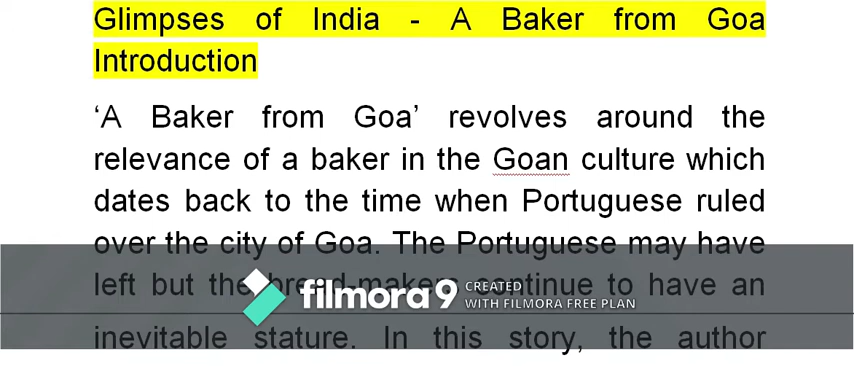 Glimpses of India - A Baker from Goa
Introduction
‘A Baker from Goa’ revolves around the
relevance of a baker in the Goan culture which
dates back to the time when Portuguese ruled
over the city of Goa. The Portuguese may have
left but the bread-makers continue to have an
filmora 9 CREATED
WITH FILMORA FREE PLAN
inevitable stature. In this story, the author